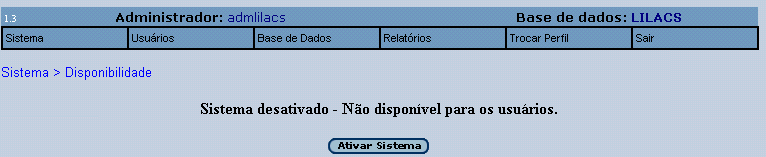 1.3 Administrador: admlilacs Base de dados: LILACS
Sistema Usuários Base de Dados Relatórios Trocar Perfil Sair
Sistema > Disponibilidade
Sistema desativado - Não disponível para os usuários.
Ativar Sistema